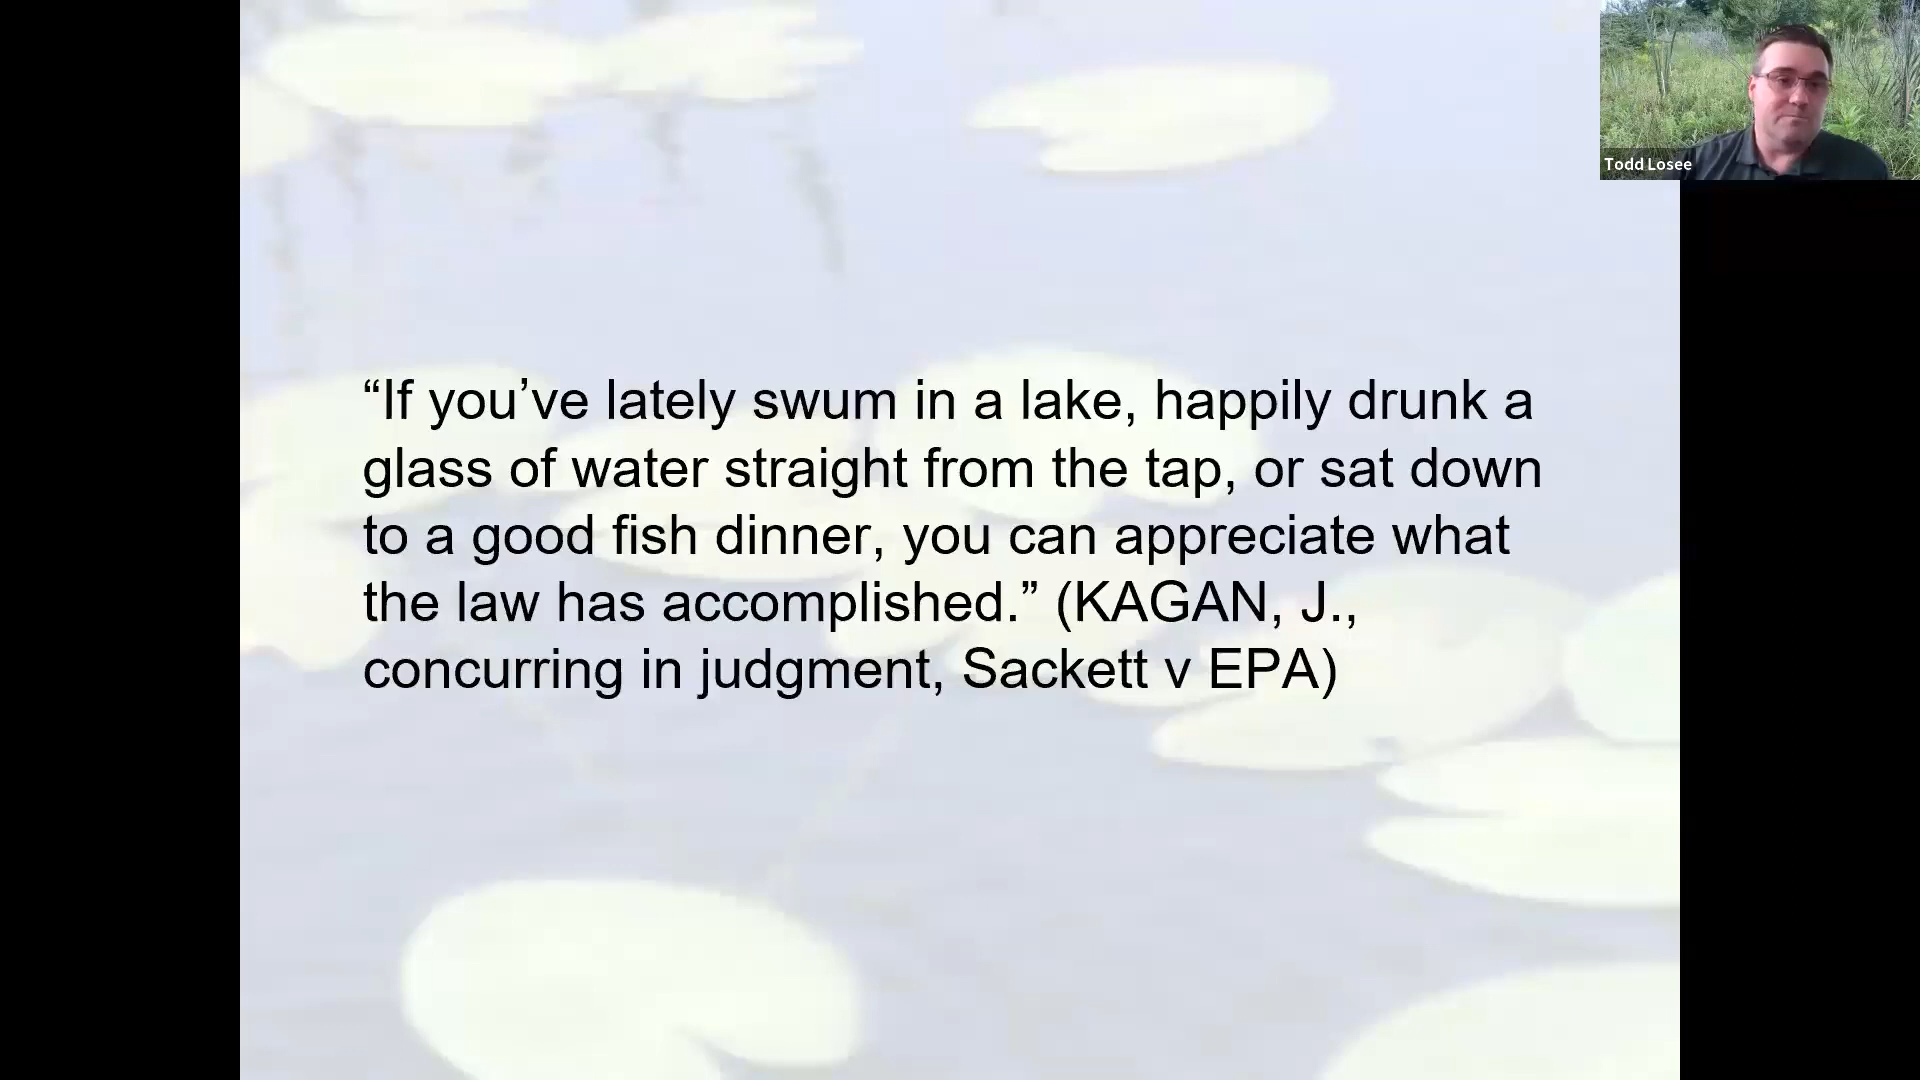 Todd Losee
“If you’ve lately swum in a lake, happily drunk a
glass of water straight from the tap, or sat down
to a good fish dinner, you can appreciate what
the law has accomplished.” (KAGAN, J.,
concurring in judgment, Sackett v EPA)